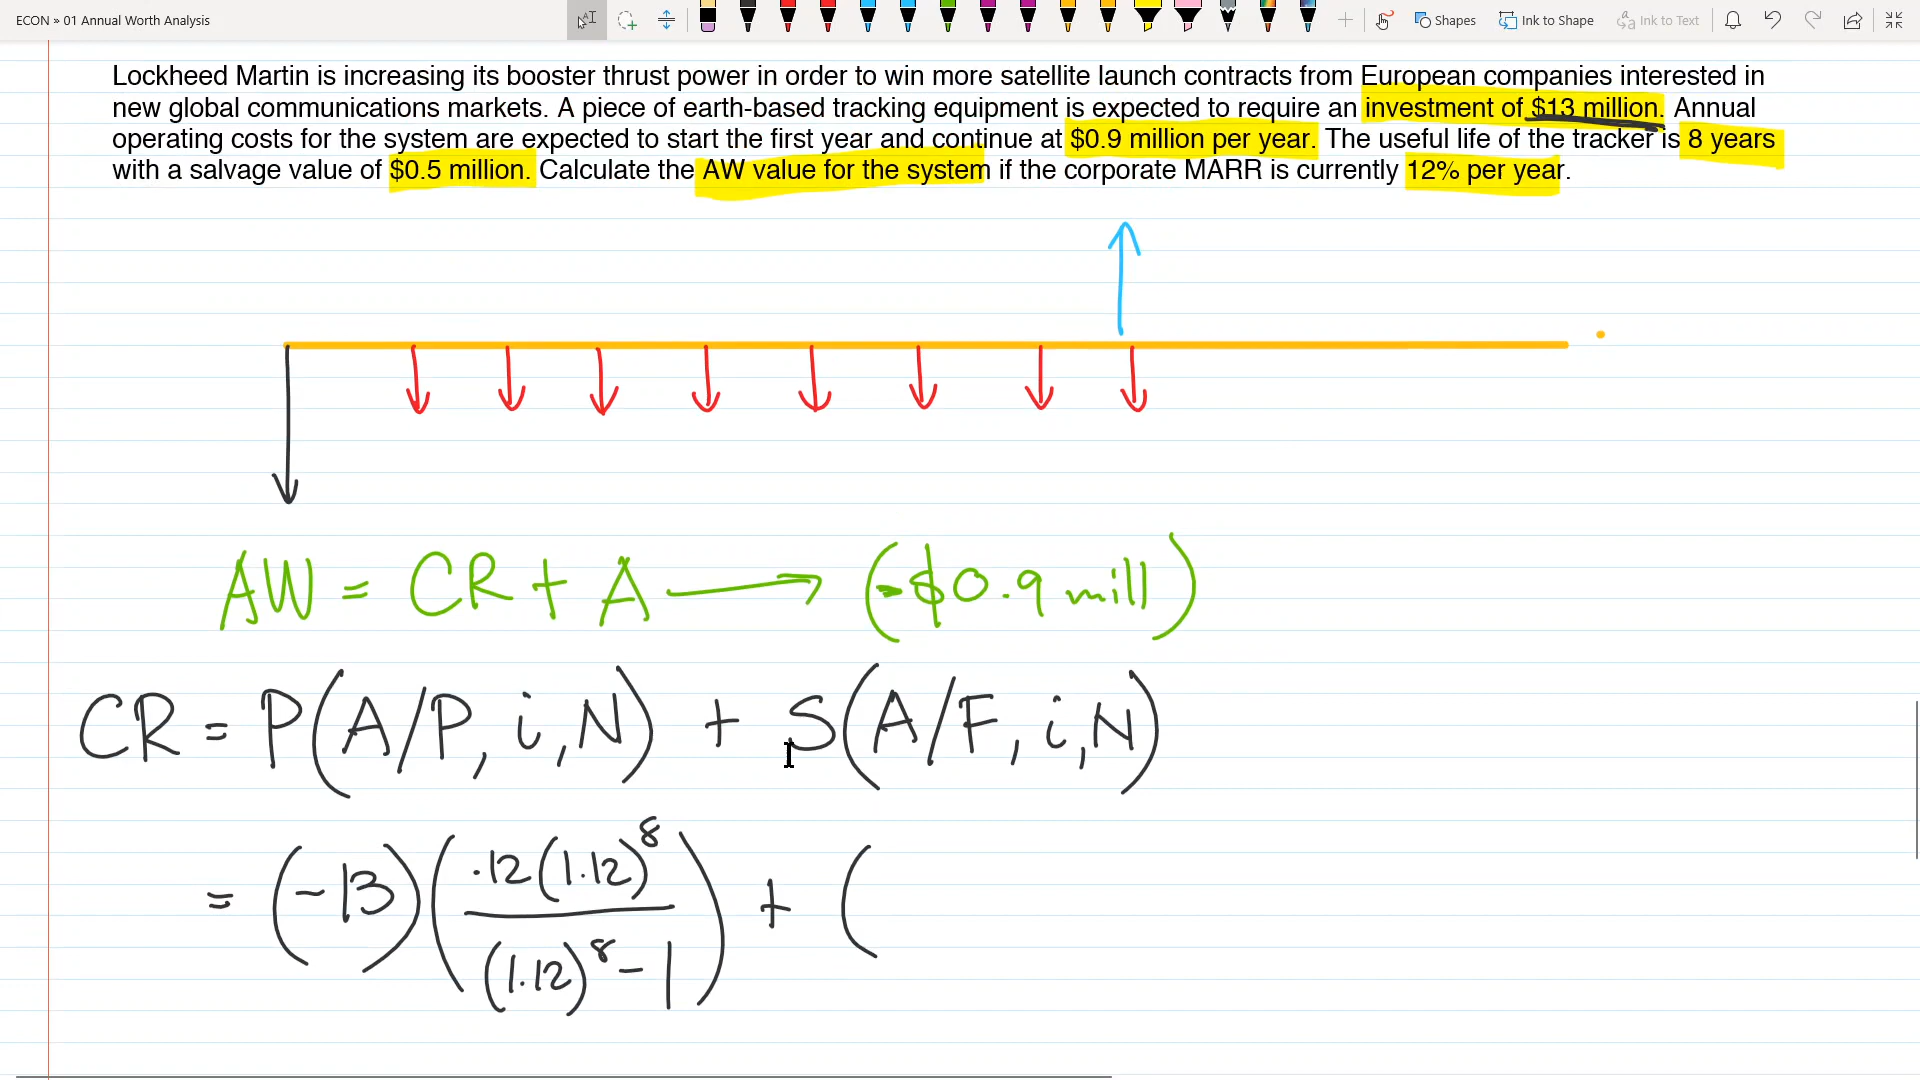 ECON » 01 Annual Worth Analysis
Shapes
Ink to Shape
Ink to Text
Lockheed Martin is increasing its booster thrust power in order to win more satellite launch contracts from European companies interested in
new global communications markets. A piece of earth-based tracking equipment is expected to require an investment of $13 million. Annual
operating costs for the system are expected to start the first year and continue at $0.9 million per year. The useful life of the tracker is 8 years
with a salvage value of $0.5 million. Calculate the AW value for the system if the corporate MARR is currently 12% per year.
AW = CR + A ⟶ (-$0.9 mill)
CR = P(A/P, i, N) + S(A/F, i, N)
= (-13)(.12(1.12)^8 / (1.12)^8 - 1) + (